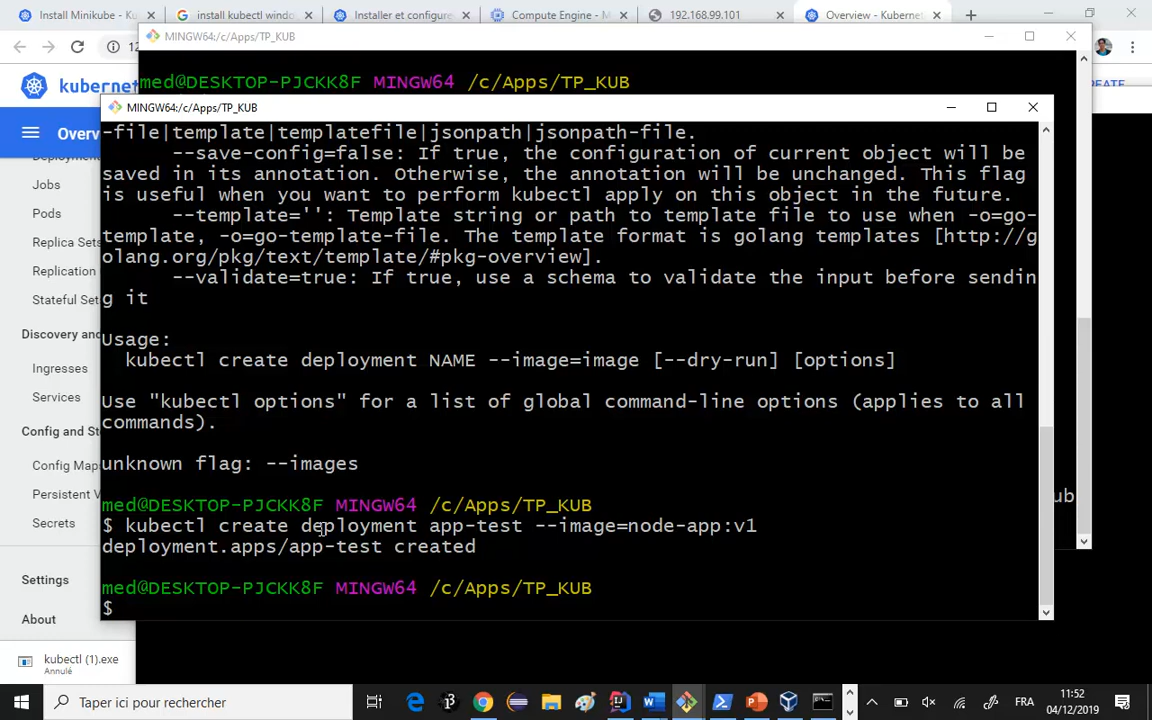 Install Minikube - Ku
install kubectl windo
Installer et configure
Compute Engine - M
192.168.99.101
Overview - Kubernet
MINGW64:/c/Apps/TP_KUB
med@DESKTOP-PJCKK8F MINGW64 /c/Apps/TP_KUB
kubernet
Overv
MINGW64:/c/Apps/TP_KUB
-file|template|templatefile|jsonpath|jsonpath-file.
--save-config=false: If true, the configuration of current object will be
saved in its annotation. Otherwise, the annotation will be unchanged. This flag
is useful when you want to perform kubectl apply on this object in the future.
--template='': Template string or path to template file to use when -o=go-
template, -o=go-template-file. The template format is golang templates [http://g
olang.org/pkg/text/template/#pkg-overview].
--validate=true: If true, use a schema to validate the input before sendin
g it
Usage:
kubectl create deployment NAME --image=image [--dry-run] [options]
Use "kubectl options" for a list of global command-line options (applies to all
commands).
unknown flag: --images
med@DESKTOP-PJCKK8F MINGW64 /c/Apps/TP_KUB
$ kubectl create deployment app-test --image=node-app:v1
deployment.apps/app-test created
med@DESKTOP-PJCKK8F MINGW64 /c/Apps/TP_KUB
$
Jobs
Pods
Replica Sets
Replication
Stateful Set
Discovery and
Ingresses
Services
Config and St
Config Map
Persistent V
Secrets
Settings
About
ub
kubectl (1).exe
Annulé
Taper ici pour rechercher
FRA
11:52
04/12/2019